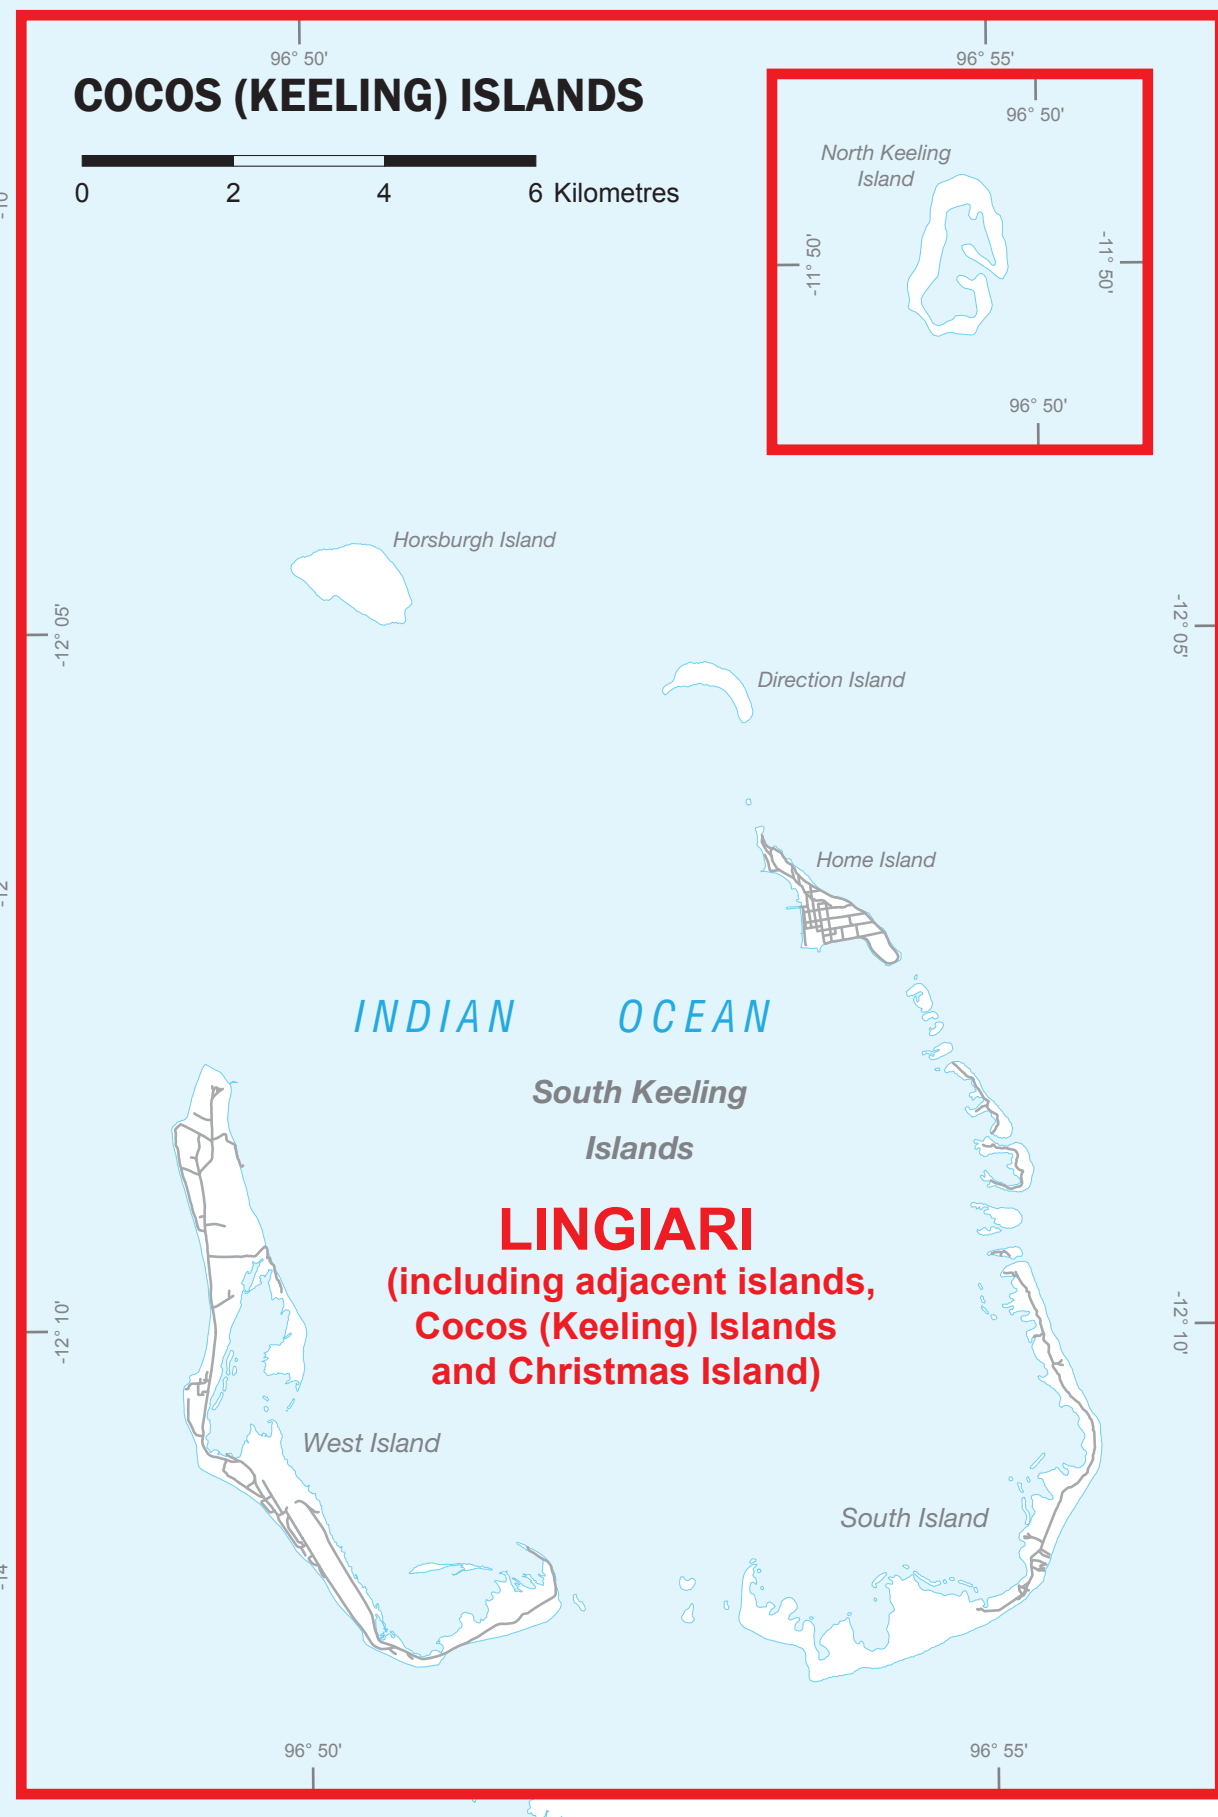 96° 50'
96° 55'
COCOS (KEELING) ISLANDS
0 2 4 6 Kilometres
96° 50'
North Keeling
Island
-11° 50'
-11° 50'
96° 50'
-10
Horsburgh Island
-12° 05'
-12° 05'
Direction Island
Home Island
-12
INDIAN OCEAN
South Keeling
Islands
LINGIARI
(including adjacent islands,
Cocos (Keeling) Islands
and Christmas Island)
-12° 10'
-12° 10'
West Island
South Island
-14
96° 50'
96° 55'